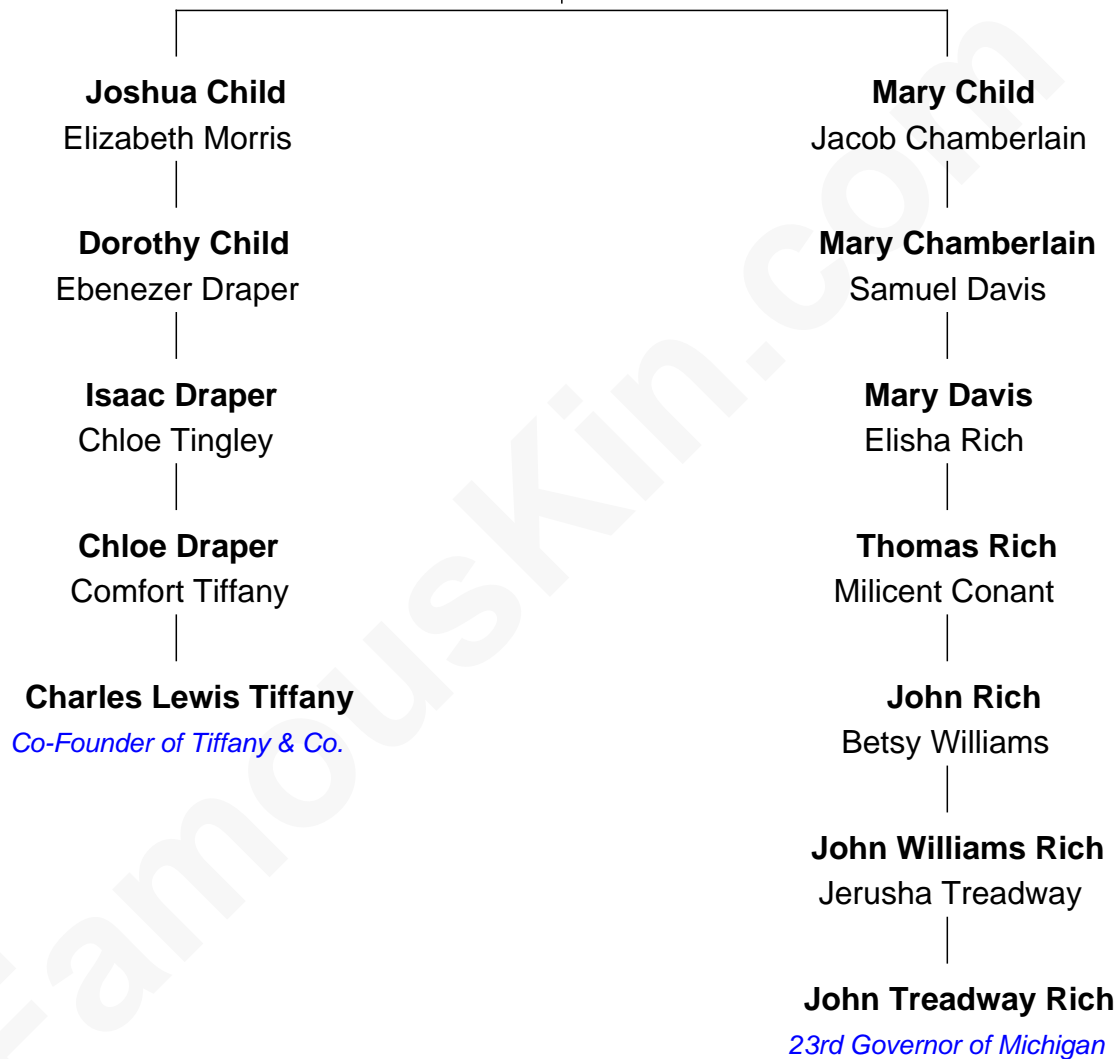 Joshua Child
Elizabeth Morris
Dorothy Child
Ebenezer Draper
Isaac Draper
Chloe Tingley
Chloe Draper
Comfort Tiffany
Charles Lewis Tiffany
Co-Founder of Tiffany & Co.
Mary Child
Jacob Chamberlain
Mary Chamberlain
Samuel Davis
Mary Davis
Elisha Rich
Thomas Rich
Milicent Conant
John Rich
Betsy Williams
John Williams Rich
Jerusha Treadway
John Treadway Rich
23rd Governor of Michigan
FamousKin.com